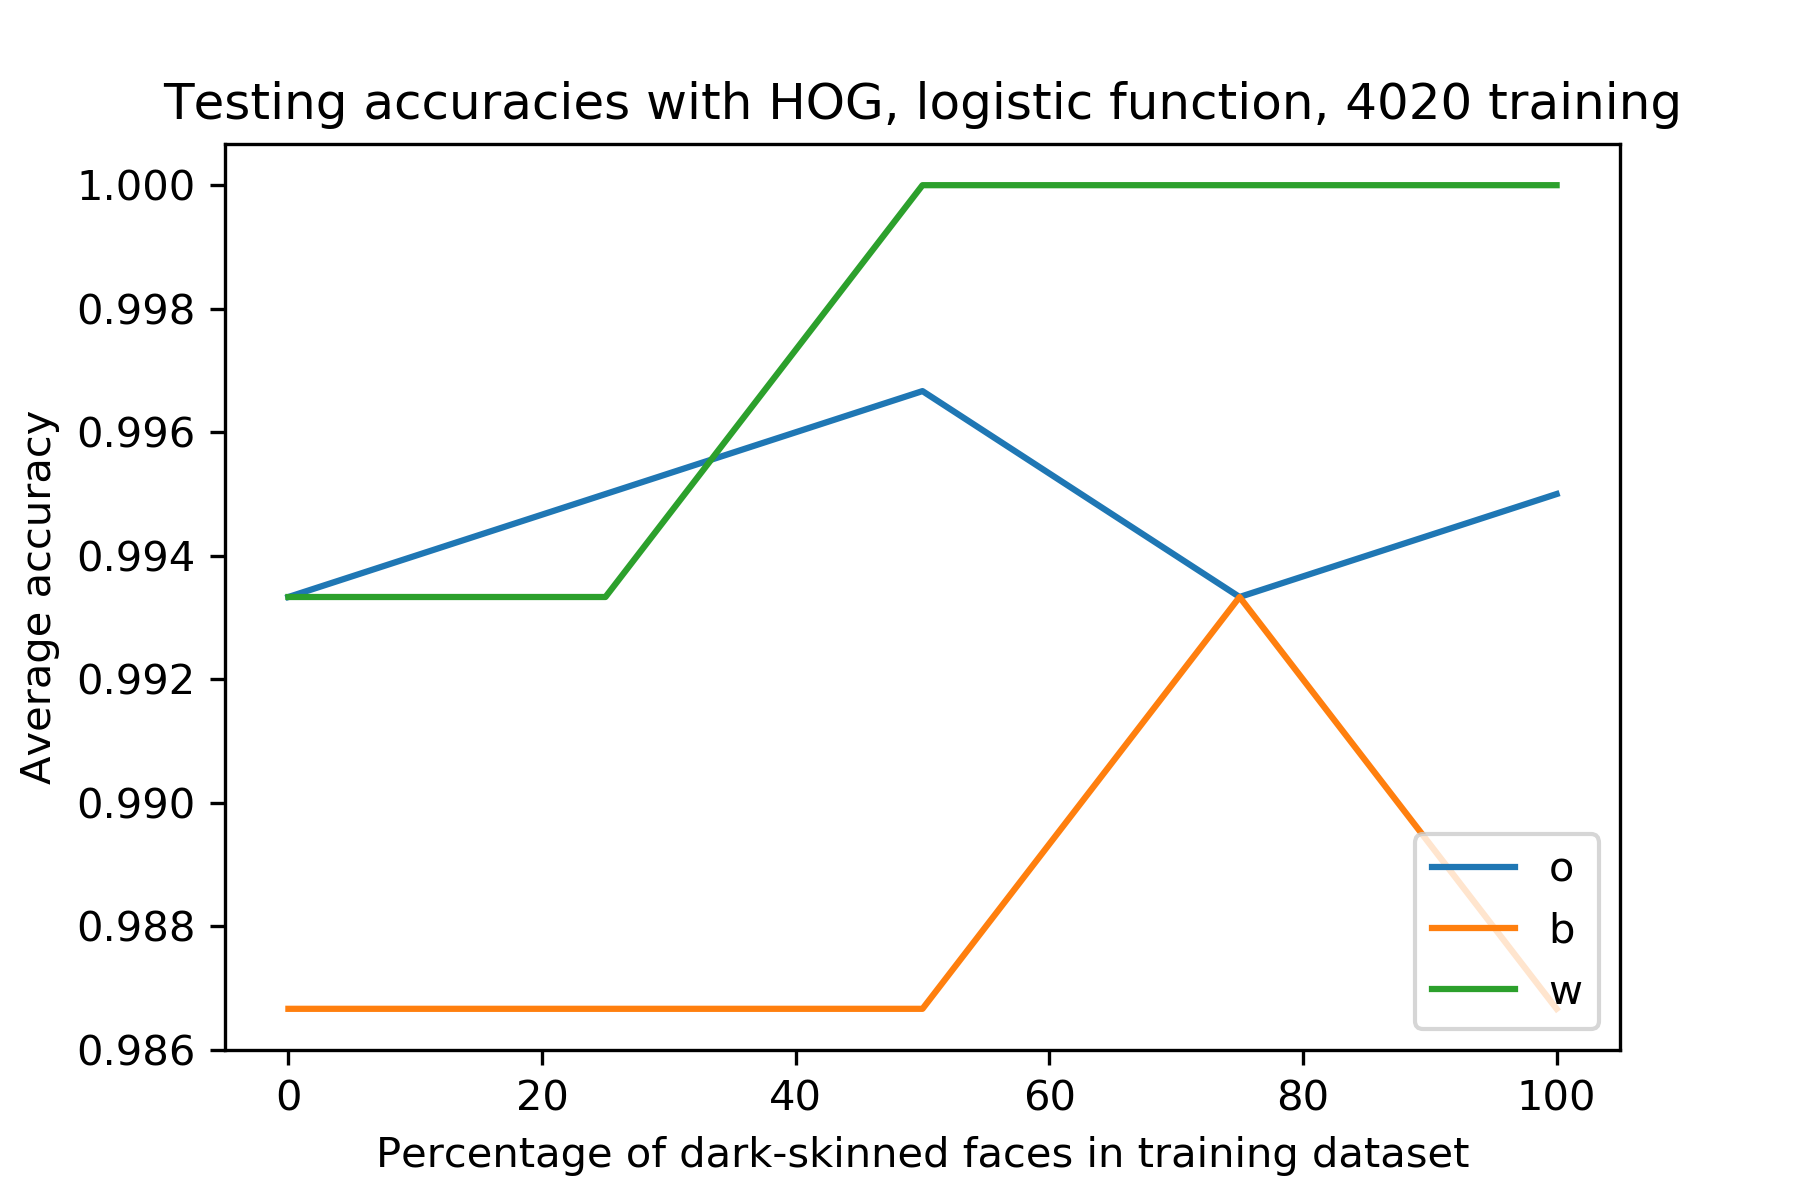 Testing accuracies with HOG, logistic function, 4020 training
1.000
0.998
0.996
0.994
0.992
0.990
0.988
0.986
Average accuracy
o
b
w
0 20 40 60 80 100
Percentage of dark-skinned faces in training dataset